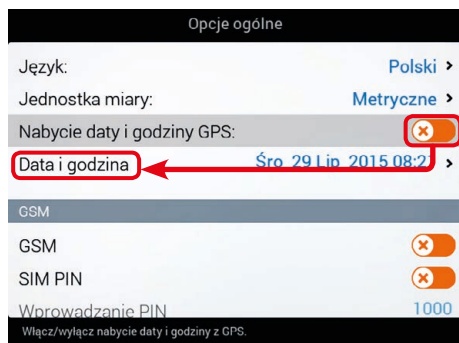 Opcje ogólne
Język: Polski
Jednostka miary: Metryczne
Nabycie daty i godziny GPS:
Data i godzina Śro 29 Lip 2015 08:2
GSM
GSM
SIM PIN
Wprowadzanie PIN 1000
Włącz/wyłącz nabycie daty i godziny z GPS.